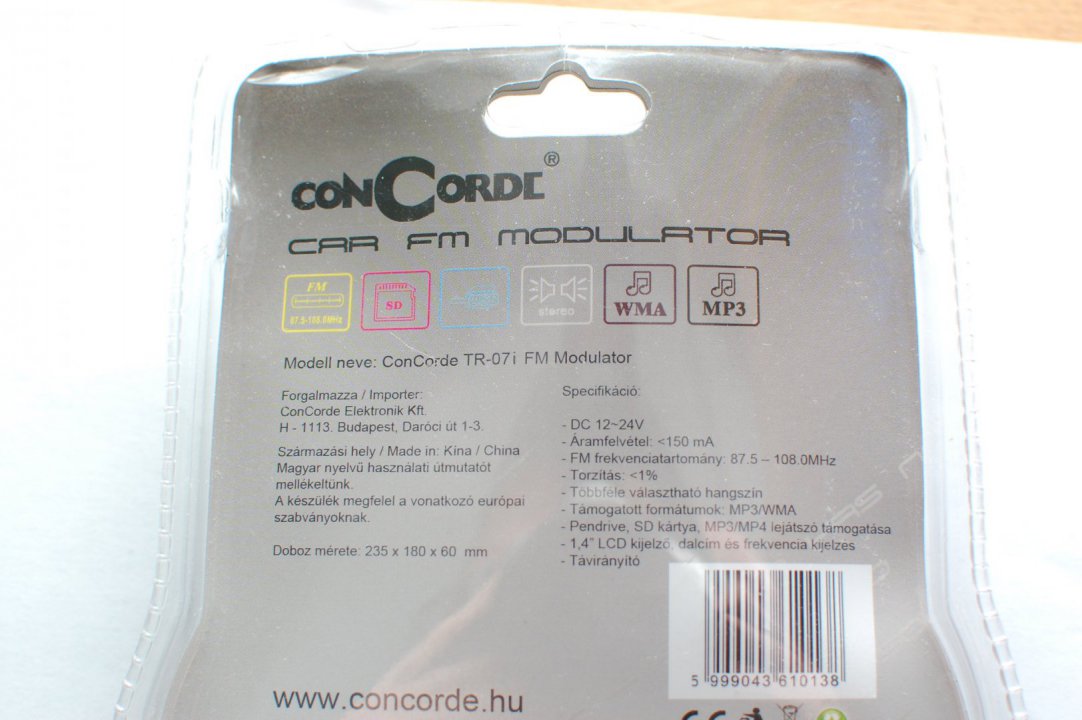 CONCORDE®
CAR FM MODULATOR
FM
87.5-108.0MHz
SD
stereo
WMA
MP3
Modell neve: ConCorde TR-07i FM Modulator
Forgalmazza / Importer:
ConCorde Elektronik Kft.
H - 1113. Budapest, Daróci út 1-3.
Származási hely / Made in: Kína / China
Magyar nyelvű használati útmutatót
mellékeltünk.
A készülék megfelel a vonatkozó európai
szabványoknak.
Doboz mérete: 235 x 180 x 60 mm
Specifikáció:
- DC 12~24V
- Áramfelvétel: <150 mA
- FM frekvenciatartomány: 87.5 – 108.0MHz
- Torzítás: <1%
- Többféle választható hangszín
- Támogatott formátumok: MP3/WMA
- Pendrive, SD kártya, MP3/MP4 lejátszó támogatása
- 1,4” LCD kijelző, dalcím és frekvencia kijelzés
- Távirányító
5 999043 610138
www.concorde.hu
CE